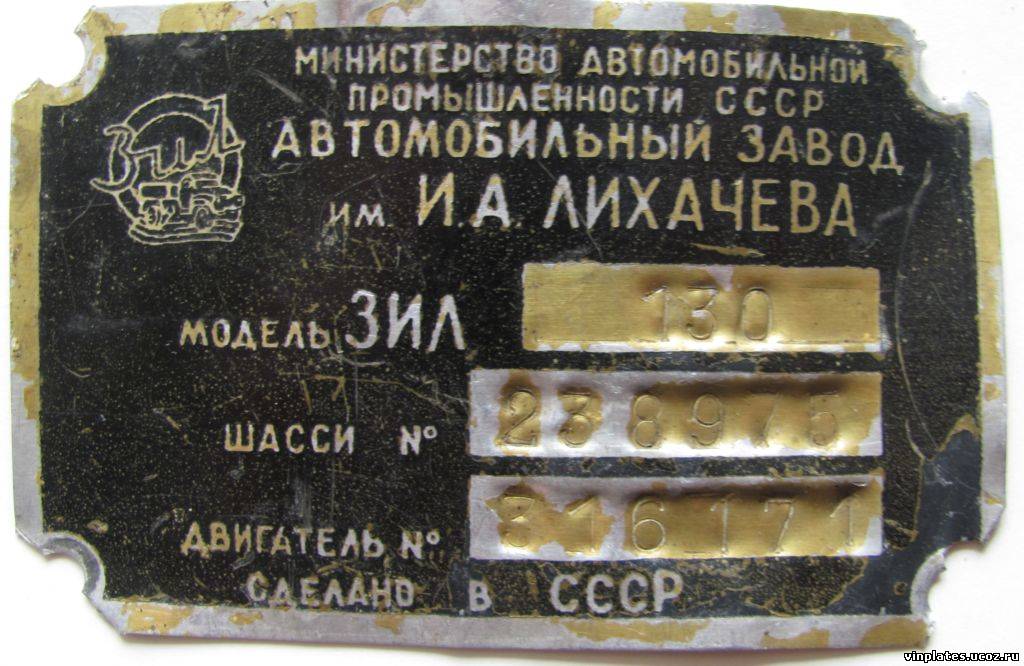 МИНИСТЕРСТВО АВТОМОБИЛЬНОЙ
ПРОМЫШЛЕННОСТИ СССР
АВТОМОБИЛЬНЫЙ ЗАВОД
ЗИЛ
ИМ. И.А. ЛИХАЧЕВА
МОДЕЛЬ ЗИЛ 130
ШАССИ № 238975
ДВИГАТЕЛЬ № 316171
СДЕЛАНО В СССР
vinplates.ucoz.ru